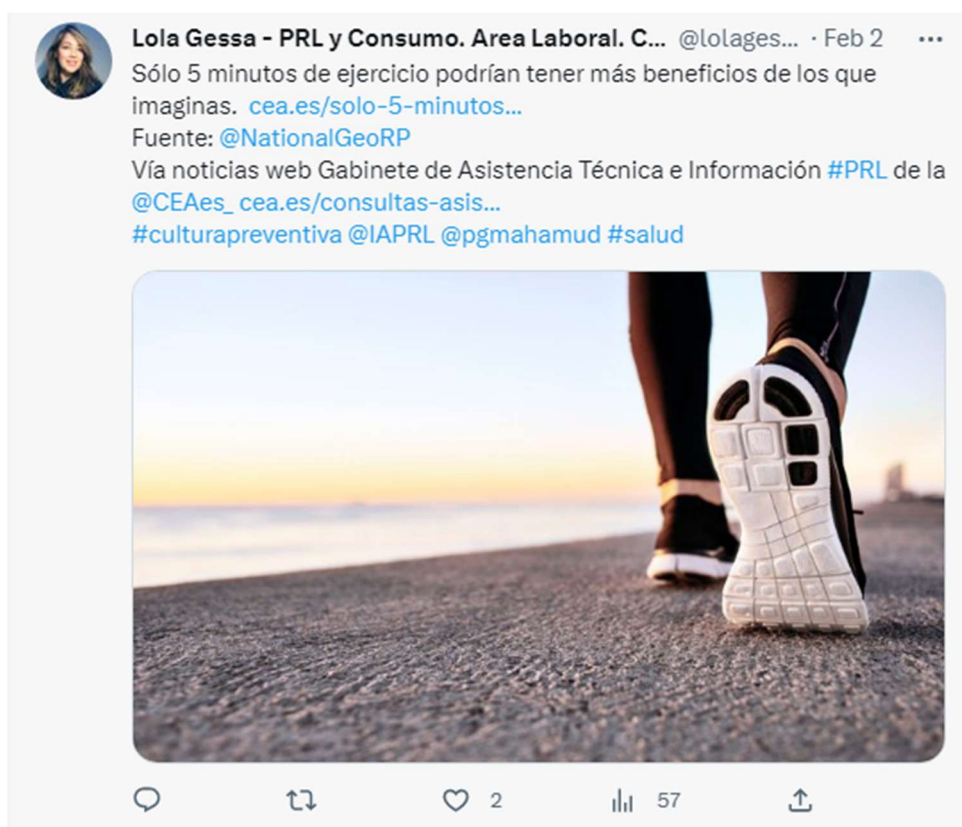 Lola Gessa - PRL y Consumo. Area Laboral. C... @lolages... · Feb 2
Sólo 5 minutos de ejercicio podrían tener más beneficios de los que
imaginas. cea.es/solo-5-minutos...
Fuente: @NationalGeoRP
Vía noticias web Gabinete de Asistencia Técnica e Información #PRL de la
@CEAes_ cea.es/consultas-asis...
#culturapreventiva @IAPRL @pgmahamud #salud
2 57